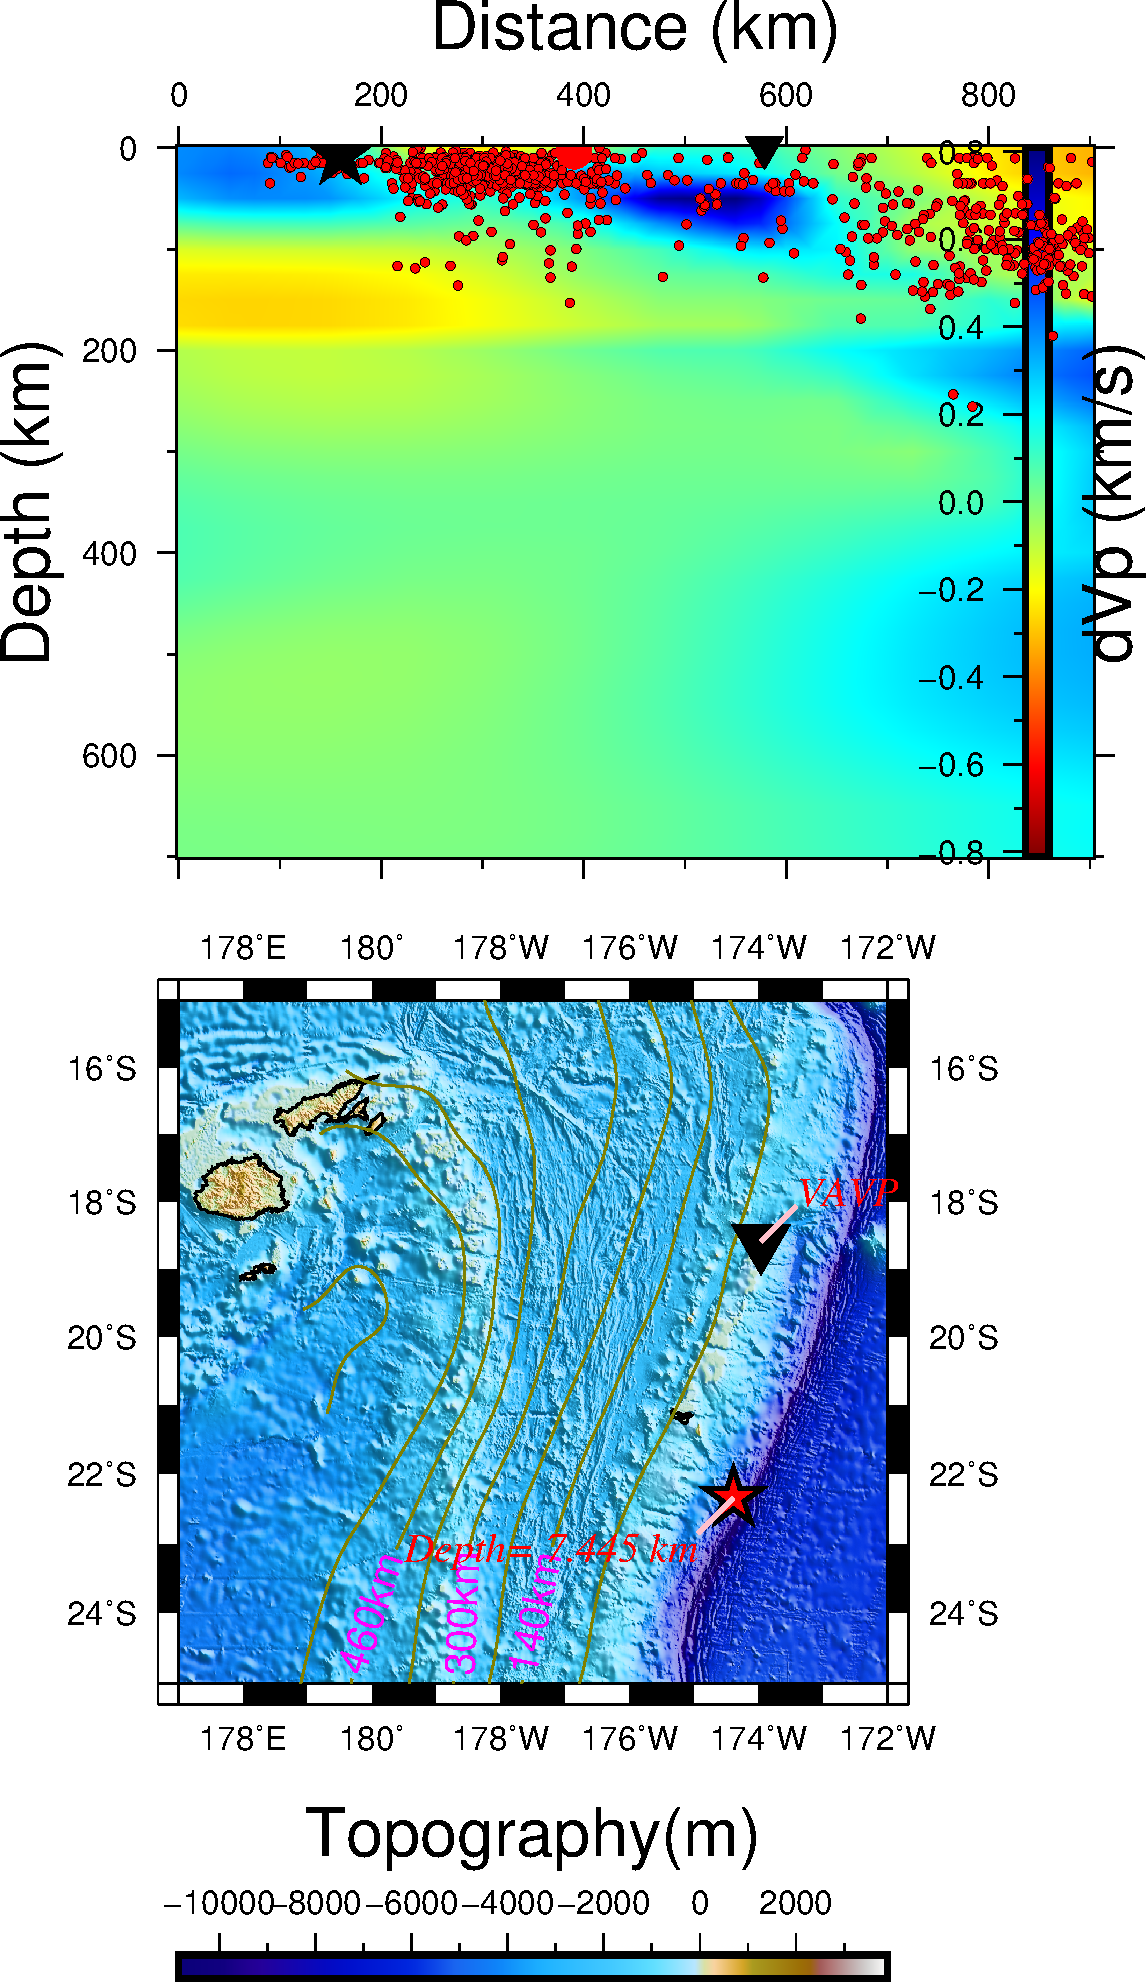 Distance (km)
0 200 400 600 800
0
200
400
600
Depth (km)
0.8
0.4
0.2
0.0
−0.2
−0.4
−0.6
−0.8
dVp (km/s)
178°E 180° 178°W 176°W 174°W 172°W
16°S 16°S
VAVP
18°S 18°S
20°S 20°S
22°S 22°S
Depth= 7.445 km
460km 300km 140km
24°S 24°S
178°E 180° 178°W 176°W 174°W 172°W
Topography(m)
−10000 −8000 −6000 −4000 −2000 0 2000